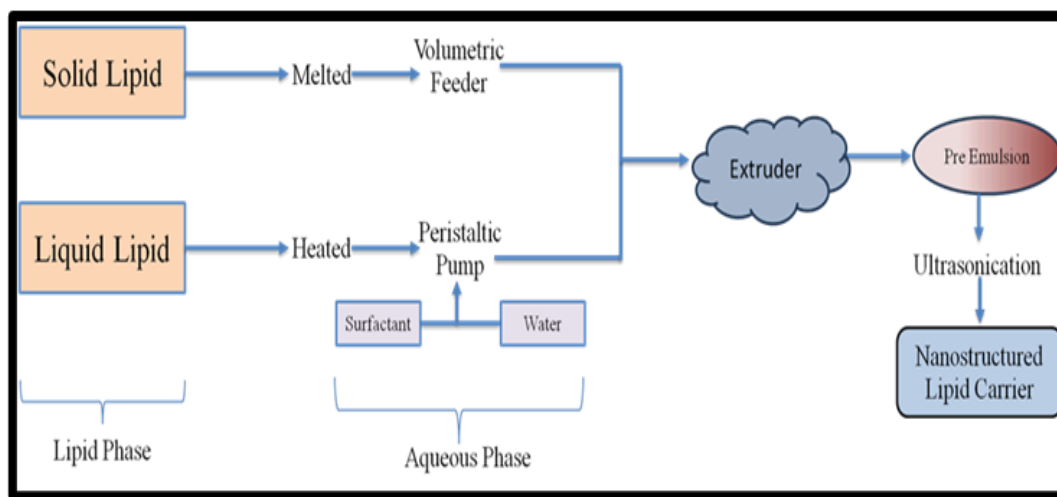 Solid Lipid
Melted
Volumetric
Feeder
Extruder
Pre Emulsion
Liquid Lipid
Heated
Peristaltic
Pump
Ultrasonication
Surfactant
Water
Nanostructured
Lipid Carrier
Lipid Phase
Aqueous Phase